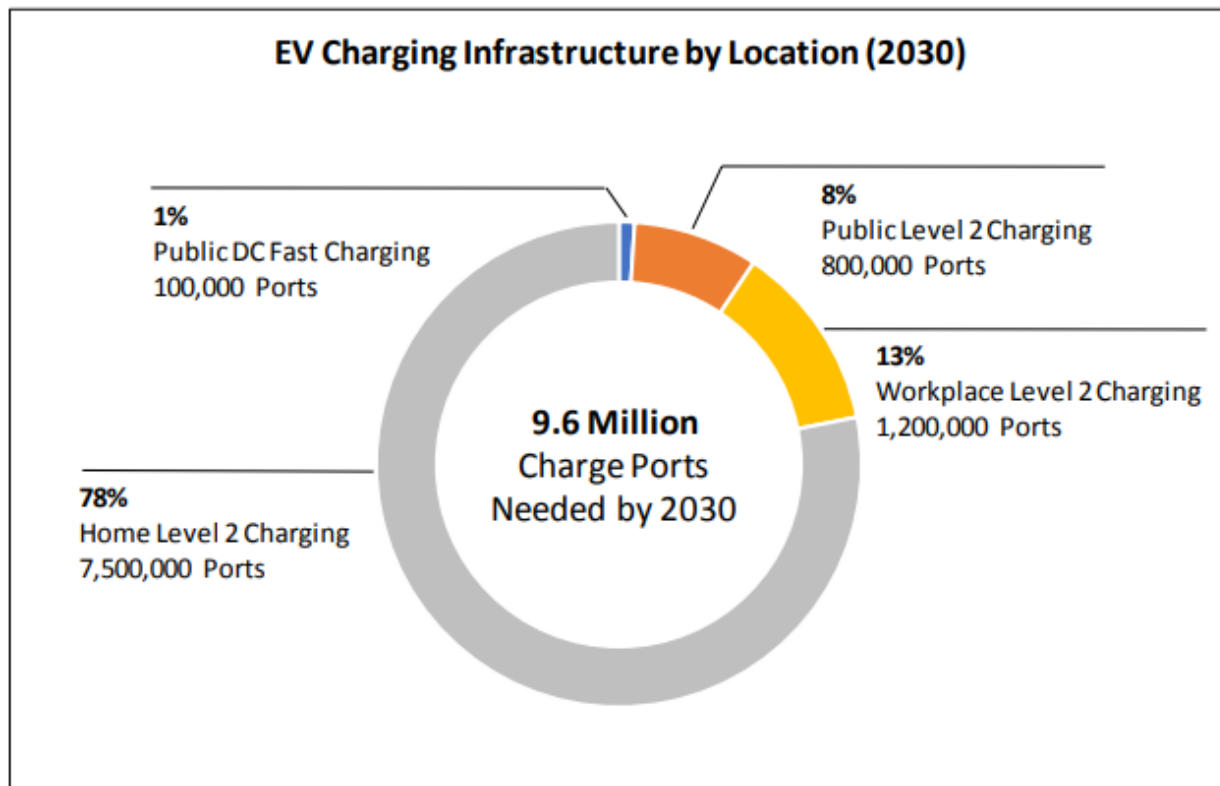 EV Charging Infrastructure by Location (2030)
1%
Public DC Fast Charging
100,000 Ports
8%
Public Level 2 Charging
800,000 Ports
13%
Workplace Level 2 Charging
1,200,000 Ports
9.6 Million
Charge Ports
Needed by 2030
78%
Home Level 2 Charging
7,500,000 Ports